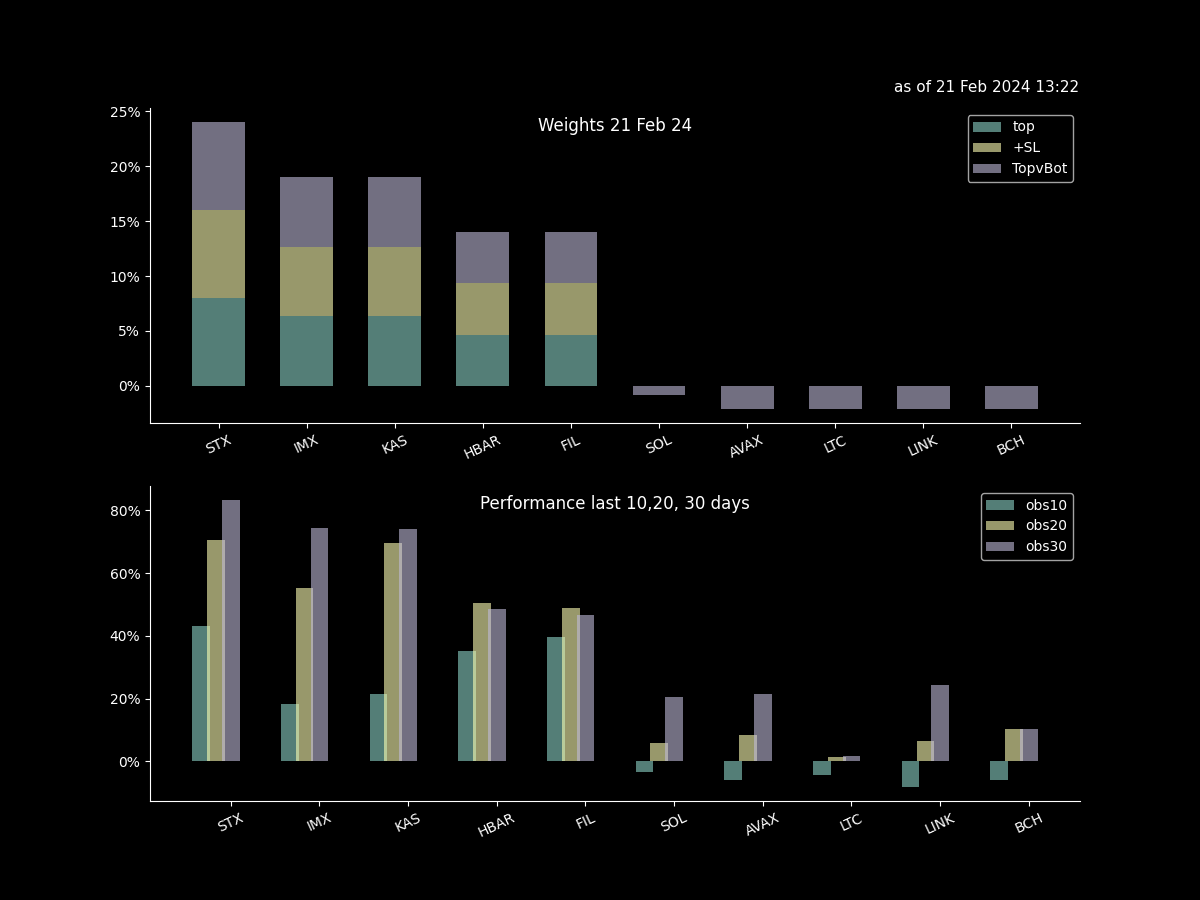 as of 21 Feb 2024 13:22
Weights 21 Feb 24
top
+SL
TopvBot
25%
20%
15%
10%
5%
0%
STX IMX KAS HBAR FIL SOL AVAX LTC LINK BCH
Performance last 10,20, 30 days
obs10
obs20
obs30
80%
60%
40%
20%
0%
STX IMX KAS HBAR FIL SOL AVAX LTC LINK BCH